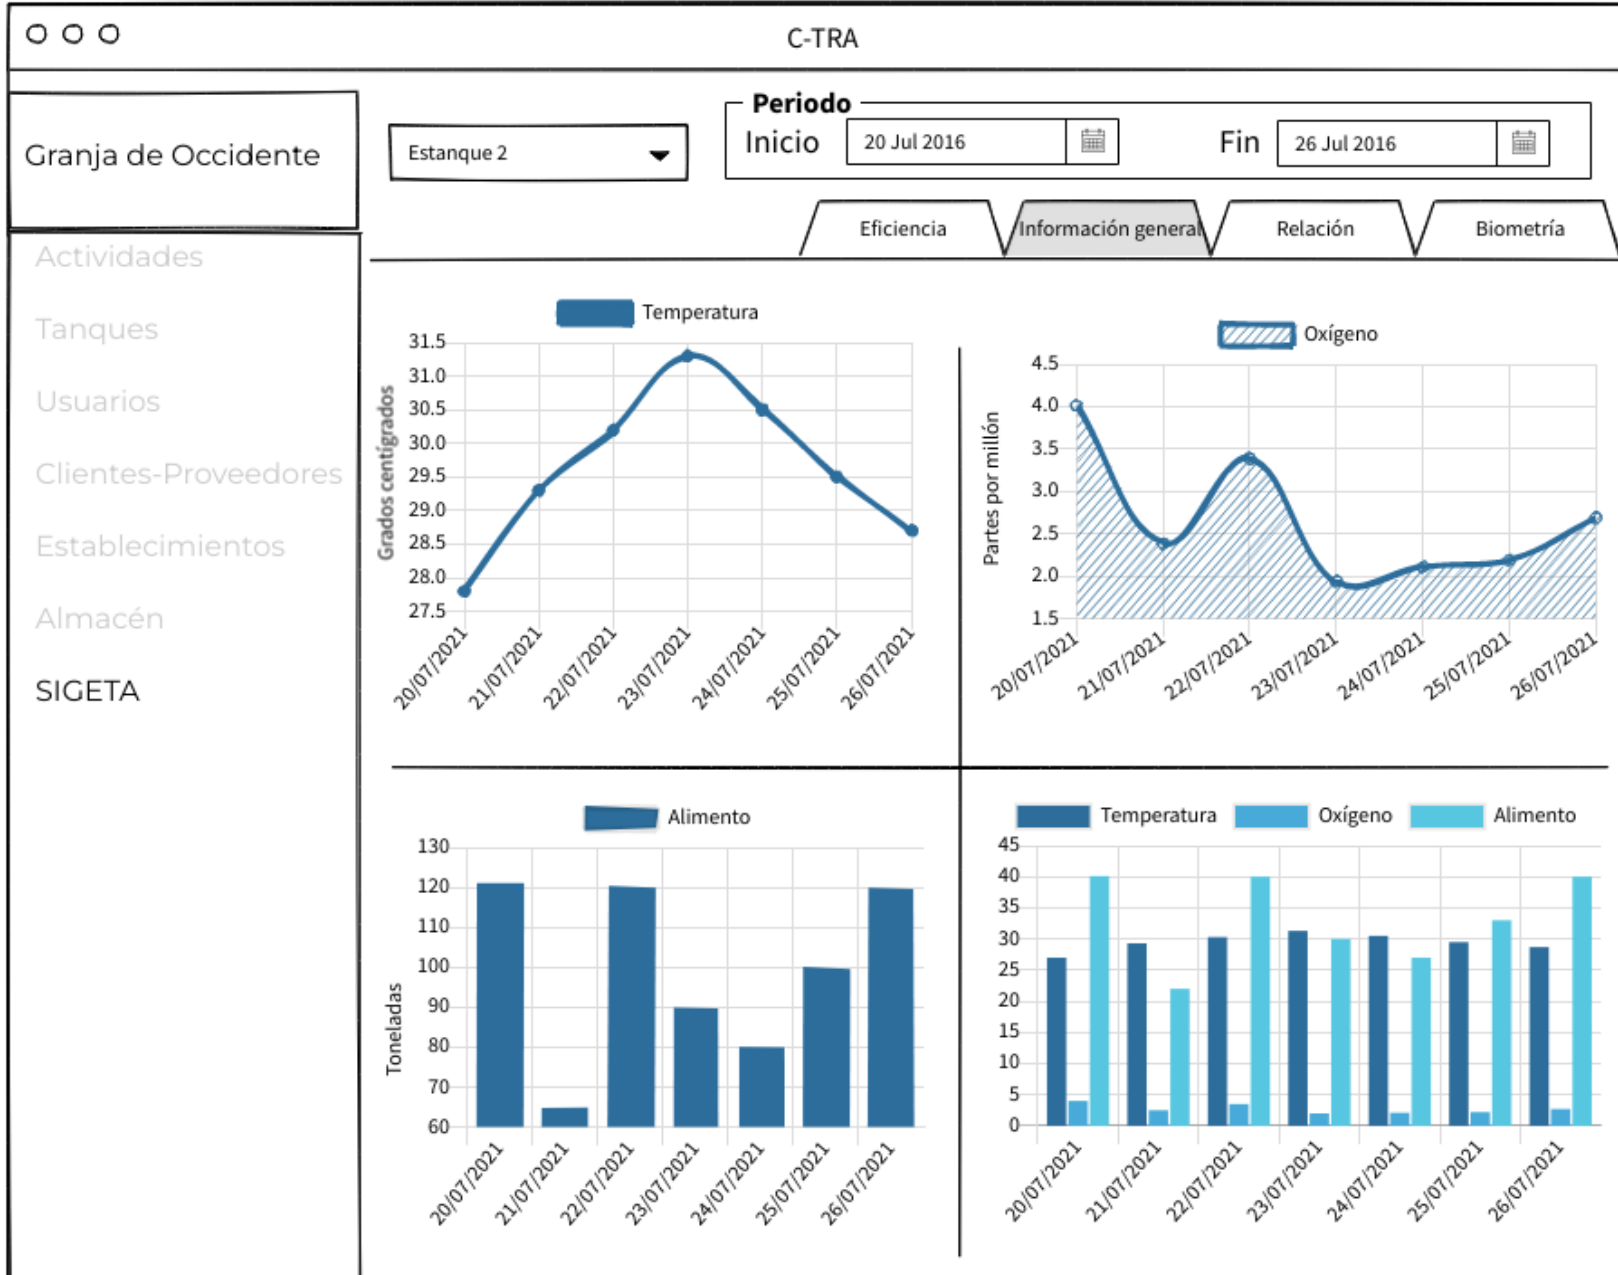 C-TRA
Granja de Occidente
Estanque 2
Periodo
Inicio
20 Jul 2016
Fin
26 Jul 2016
Eficiencia
Información general
Relación
Biometría
Actividades
Tanques
Usuarios
Clientes-Proveedores
Establecimientos
Almacén
SIGETA
Temperatura
Grados centígrados
31.5
31.0
30.5
30.0
29.5
29.0
28.5
28.0
27.5
20/07/2021
21/07/2021
22/07/2021
23/07/2021
24/07/2021
25/07/2021
26/07/2021
Oxígeno
Partes por millón
4.5
4.0
3.5
3.0
2.5
2.0
1.5
20/07/2021
21/07/2021
22/07/2021
23/07/2021
24/07/2021
25/07/2021
26/07/2021
Alimento
Toneladas
130
120
110
100
90
80
70
60
20/07/2021
21/07/2021
22/07/2021
23/07/2021
24/07/2021
25/07/2021
26/07/2021
Temperatura
Oxígeno
Alimento
45
40
35
30
25
20
15
10
5
0
20/07/2021
21/07/2021
22/07/2021
23/07/2021
24/07/2021
25/07/2021
26/07/2021